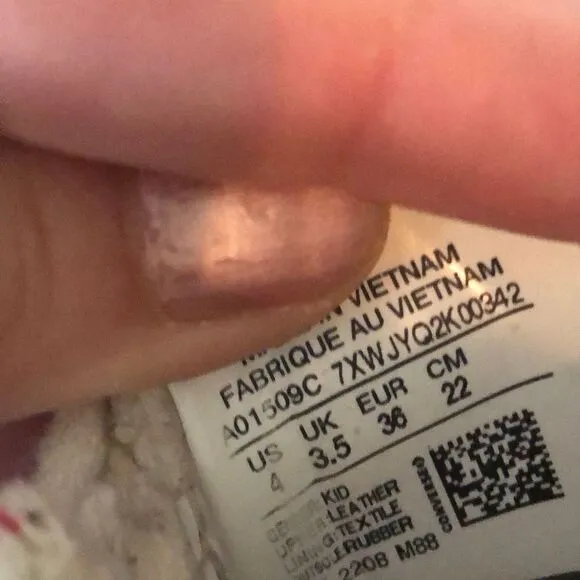 VIETNAM
FABRIQUE AU VIETNAM
A01509C 7XWJYQ2K00342
US UK EUR CM
4 3.5 36 22
KID
LEATHER
LINING: TEXTILE
RUBBER
2208 M88